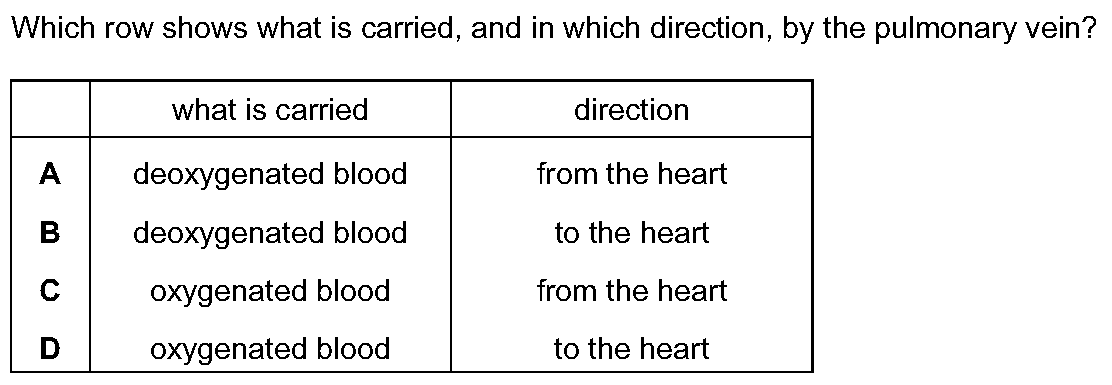 Which row shows what is carried, and in which direction, by the pulmonary vein?
what is carried direction
A deoxygenated blood from the heart
B deoxygenated blood to the heart
C oxygenated blood from the heart
D oxygenated blood to the heart